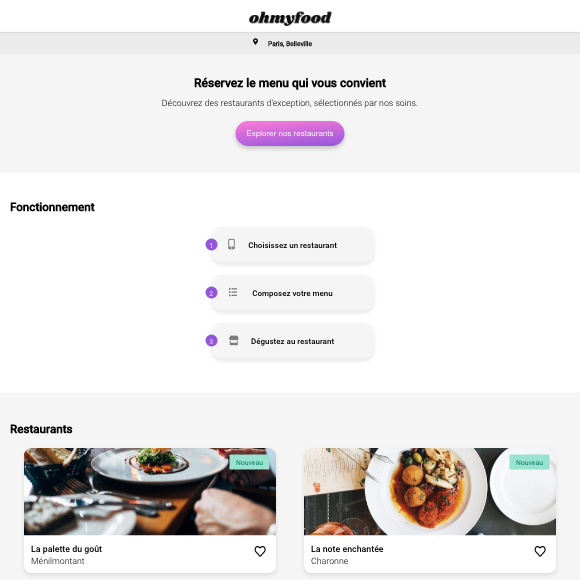 ohmyfood
Paris, Belleville
Réservez le menu qui vous convient
Découvrez des restaurants d'exception, sélectionnés par nos soins.
Explorer nos restaurants
Fonctionnement
1 Choisissez un restaurant
2 Composez votre menu
3 Dégustez au restaurant
Restaurants
Nouveau
Nouveau
La palette du goût
Ménilmontant
La note enchantée
Charonne